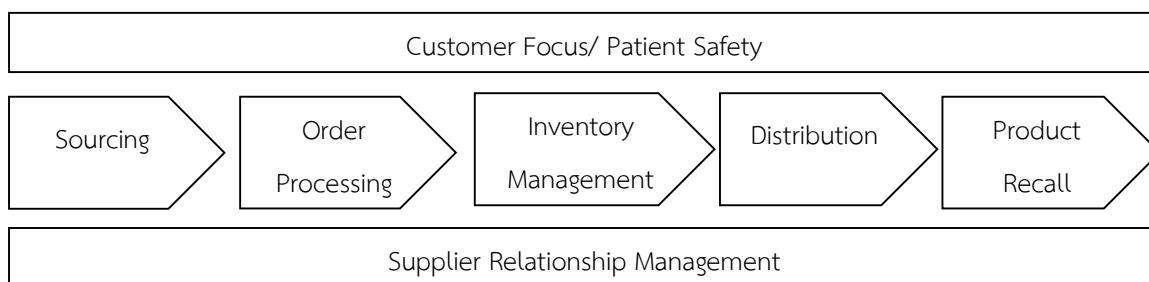 Customer Focus/ Patient Safety
Sourcing
Order
Processing
Inventory
Management
Distribution
Product
Recall
Supplier Relationship Management